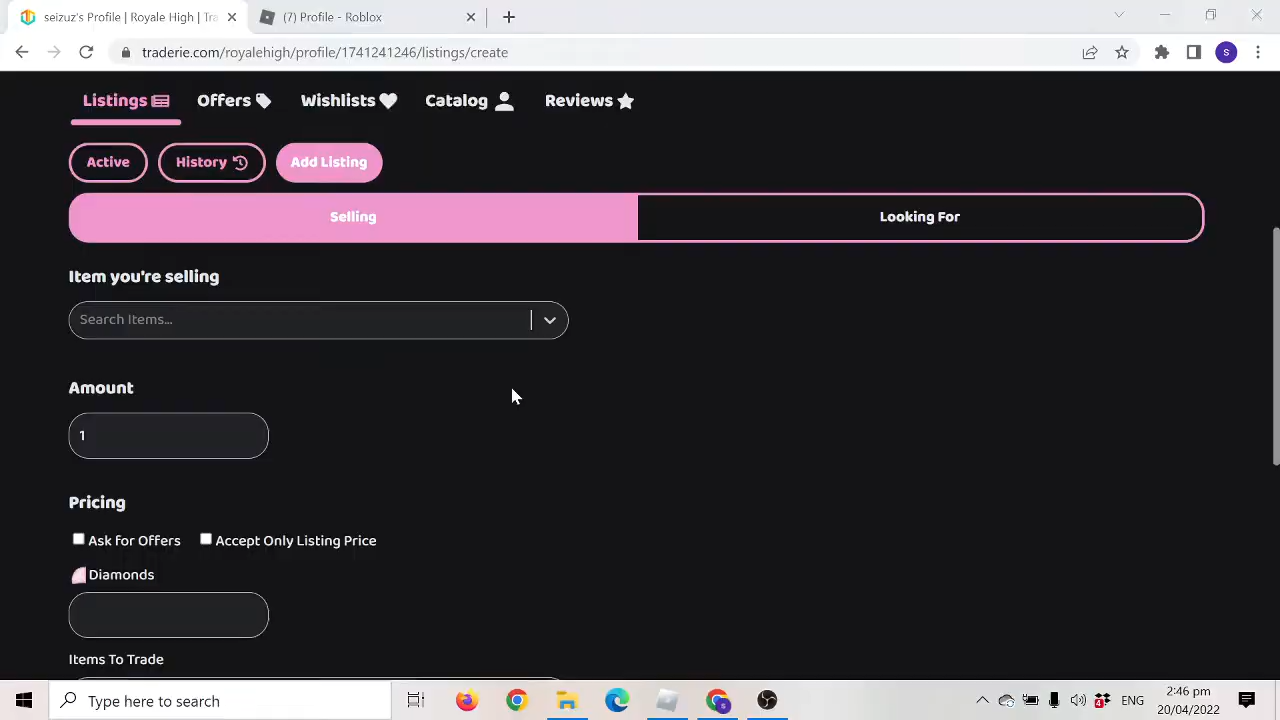 seizuz's Profile | Royale High | Tra
(7) Profile - Roblox
traderie.com/royalehigh/profile/1741241246/listings/create
S
Listings
Offers
Wishlists
Catalog
Reviews
Active
History
Add Listing
Selling
Looking For
Item you're selling
Search Items...
Amount
1
Pricing
Ask for Offers
Accept Only Listing Price
Diamonds
Items To Trade
Type here to search
S
4
ENG
2:46 pm
20/04/2022